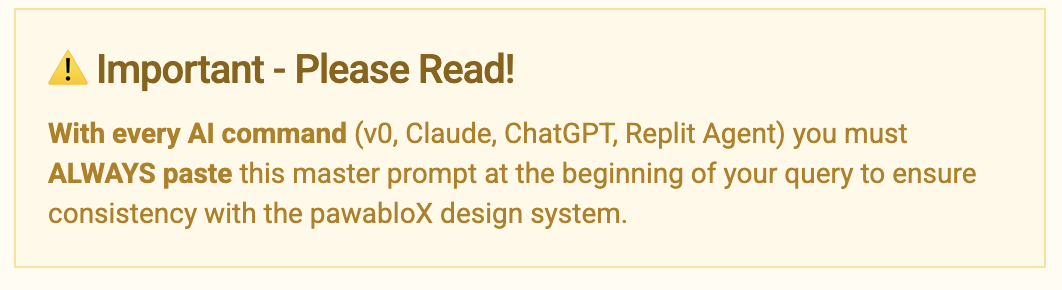 ⚠️ Important - Please Read!
With every AI command (v0, Claude, ChatGPT, Replit Agent) you must
ALWAYS paste this master prompt at the beginning of your query to ensure
consistency with the pawabloX design system.